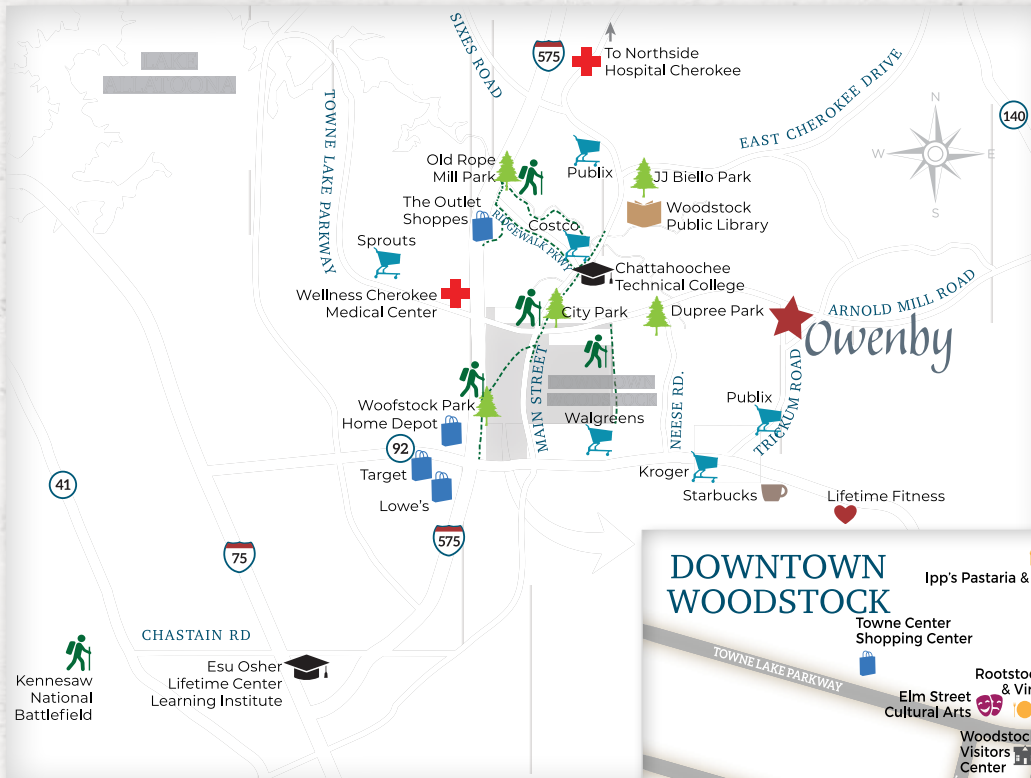 SIXES ROAD
575
To Northside
Hospital Cherokee
EAST CHEROKEE DRIVE
140
N
W
E
S
TOWNE LAKE PARKWAY
Old Rope
Mill Park
Publix
JJ Biello Park
The Outlet
Shoppes
RIDGEWALK PKWY
Costco
Woodstock
Public Library
Sprouts
Chattahoochee
Technical College
Wellness Cherokee
Medical Center
City Park
Dupree Park
ARNOLD MILL ROAD
Owenby
MAIN STREET
NEESE RD.
TRICKUM ROAD
Woofstock Park
Home Depot
Walgreens
Publix
92
Target
Lowe's
Kroger
Starbucks
Lifetime Fitness
41
75
575
CHASTAIN RD
Kennesaw
National
Battlefield
Esu Osher
Lifetime Center
Learning Institute
DOWNTOWN
WOODSTOCK
Ipp's Pastaria &
Towne Center
Shopping Center
TOWNE LAKE PARKWAY
Elm Street
Cultural Arts
Rootstoc
& Vin
Woodstoc
Visitors
Center